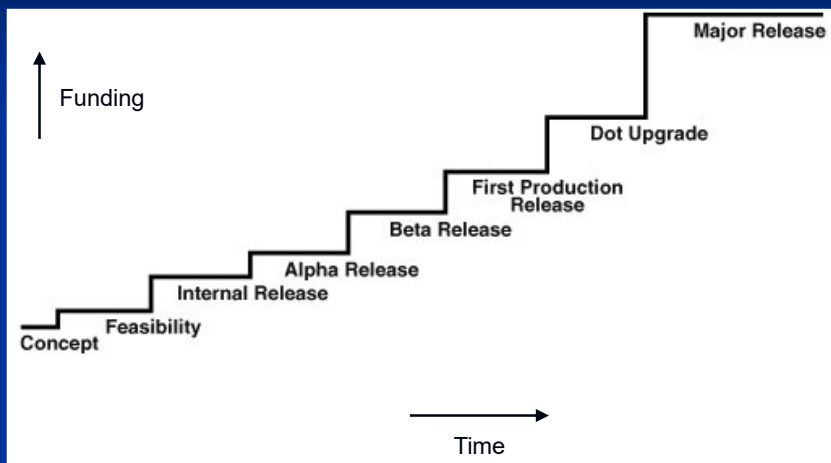 Major Release
Funding
Dot Upgrade
First Production
Release
Beta Release
Alpha Release
Internal Release
Feasibility
Concept
Time